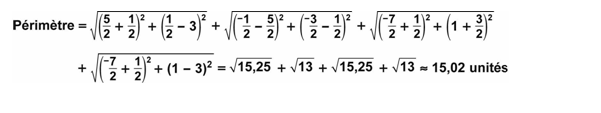 Périmètre = √((5/2 + 1/2)² + (1/2 − 3)²) + √((−1/2 − 5/2)² + (−3/2 − 1/2)²) + √((−7/2 + 1/2)² + (1 + 3/2)²)
+ √((−7/2 + 1/2)² + (1 − 3)²) = √15,25 + √13 + √15,25 + √13 ≈ 15,02 unités